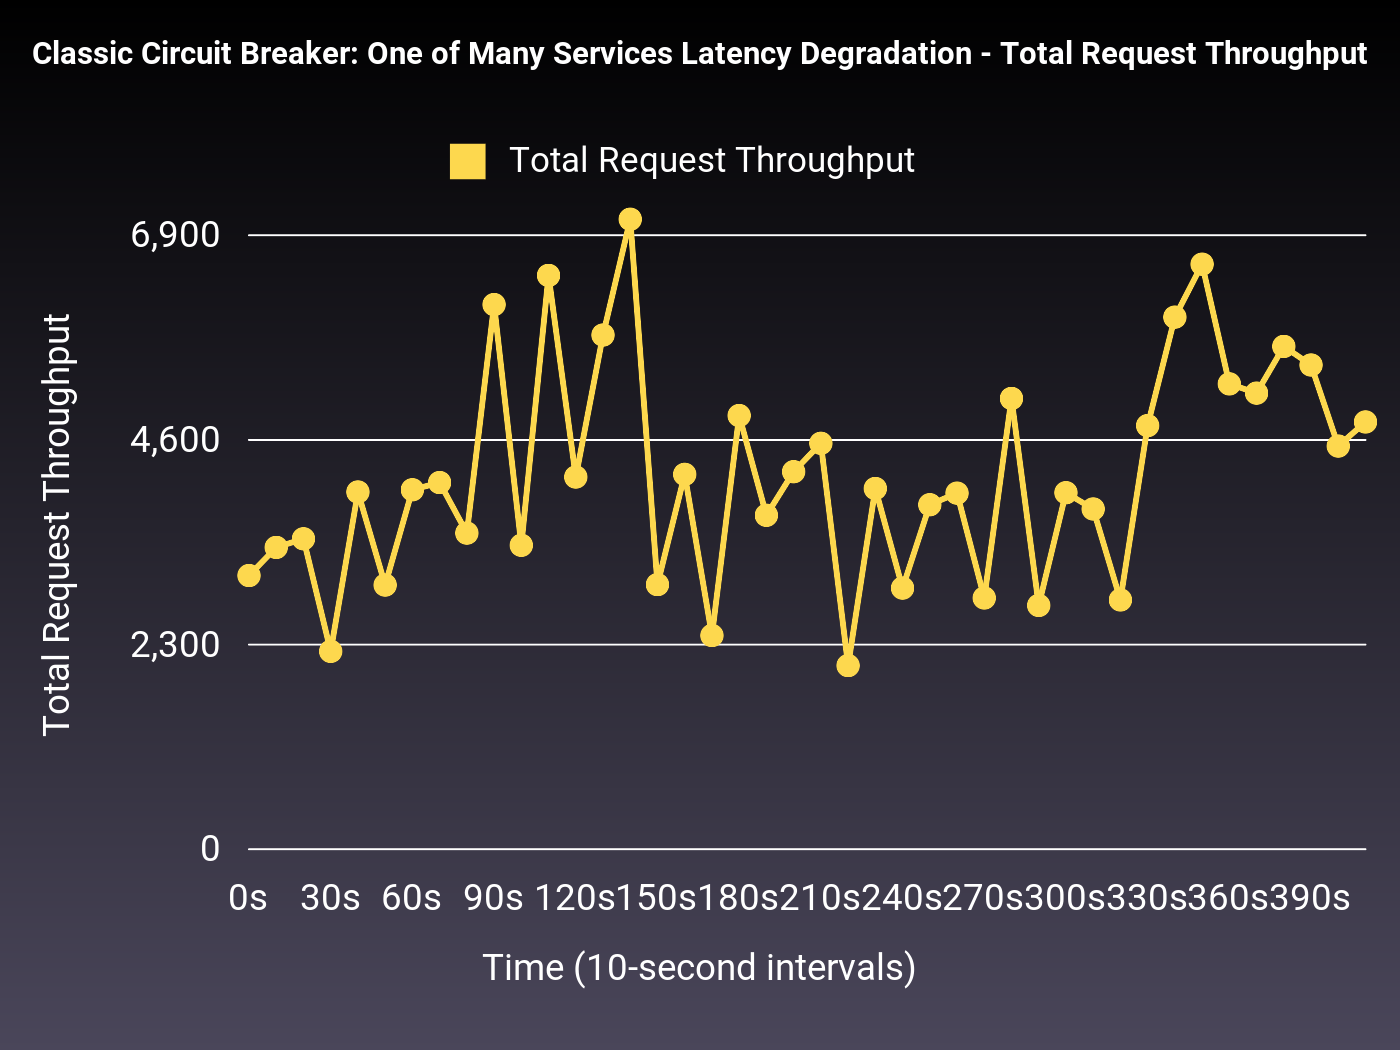 Classic Circuit Breaker: One of Many Services Latency Degradation - Total Request Throughput
Total Request Throughput
Total Request Throughput
6,900
4,600
2,300
0
0s 30s 60s 90s 120s 150s 180s 210s 240s 270s 300s 330s 360s 390s
Time (10-second intervals)